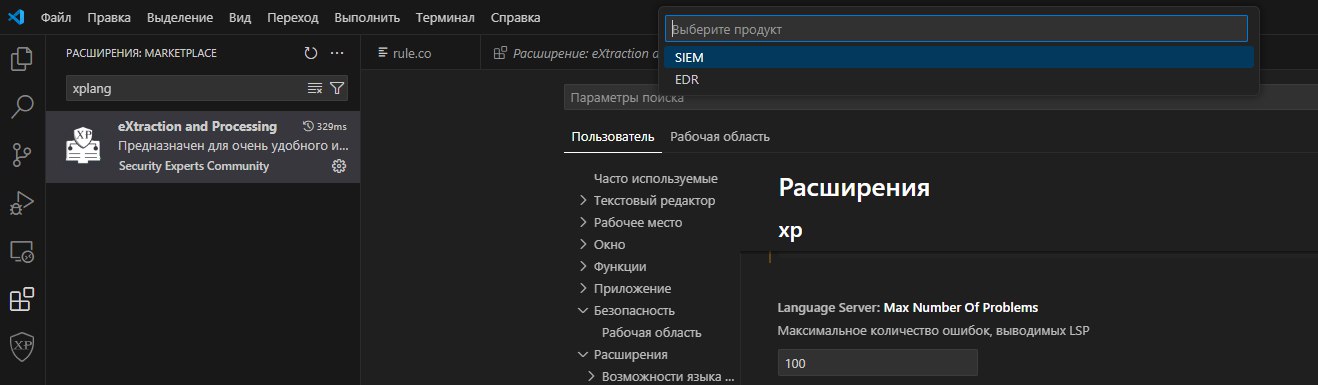 Файл Правка Выделение Вид Переход Выполнить Терминал Справка
Выберите продукт
SIEM
EDR
РАСШИРЕНИЯ: MARKETPLACE
xplang
eXtraction and Processing 329ms
Предназначен для очень удобного и...
Security Experts Community
XP
XP
rule.co
Расширение: eXtraction a
Параметры поиска
Пользователь Рабочая область
Часто используемые
Текстовый редактор
Рабочее место
Окно
Функции
Приложение
Безопасность
Рабочая область
Расширения
Возможности языка ...
Расширения
xp
Language Server: Max Number Of Problems
Максимальное количество ошибок, выводимых LSP
100